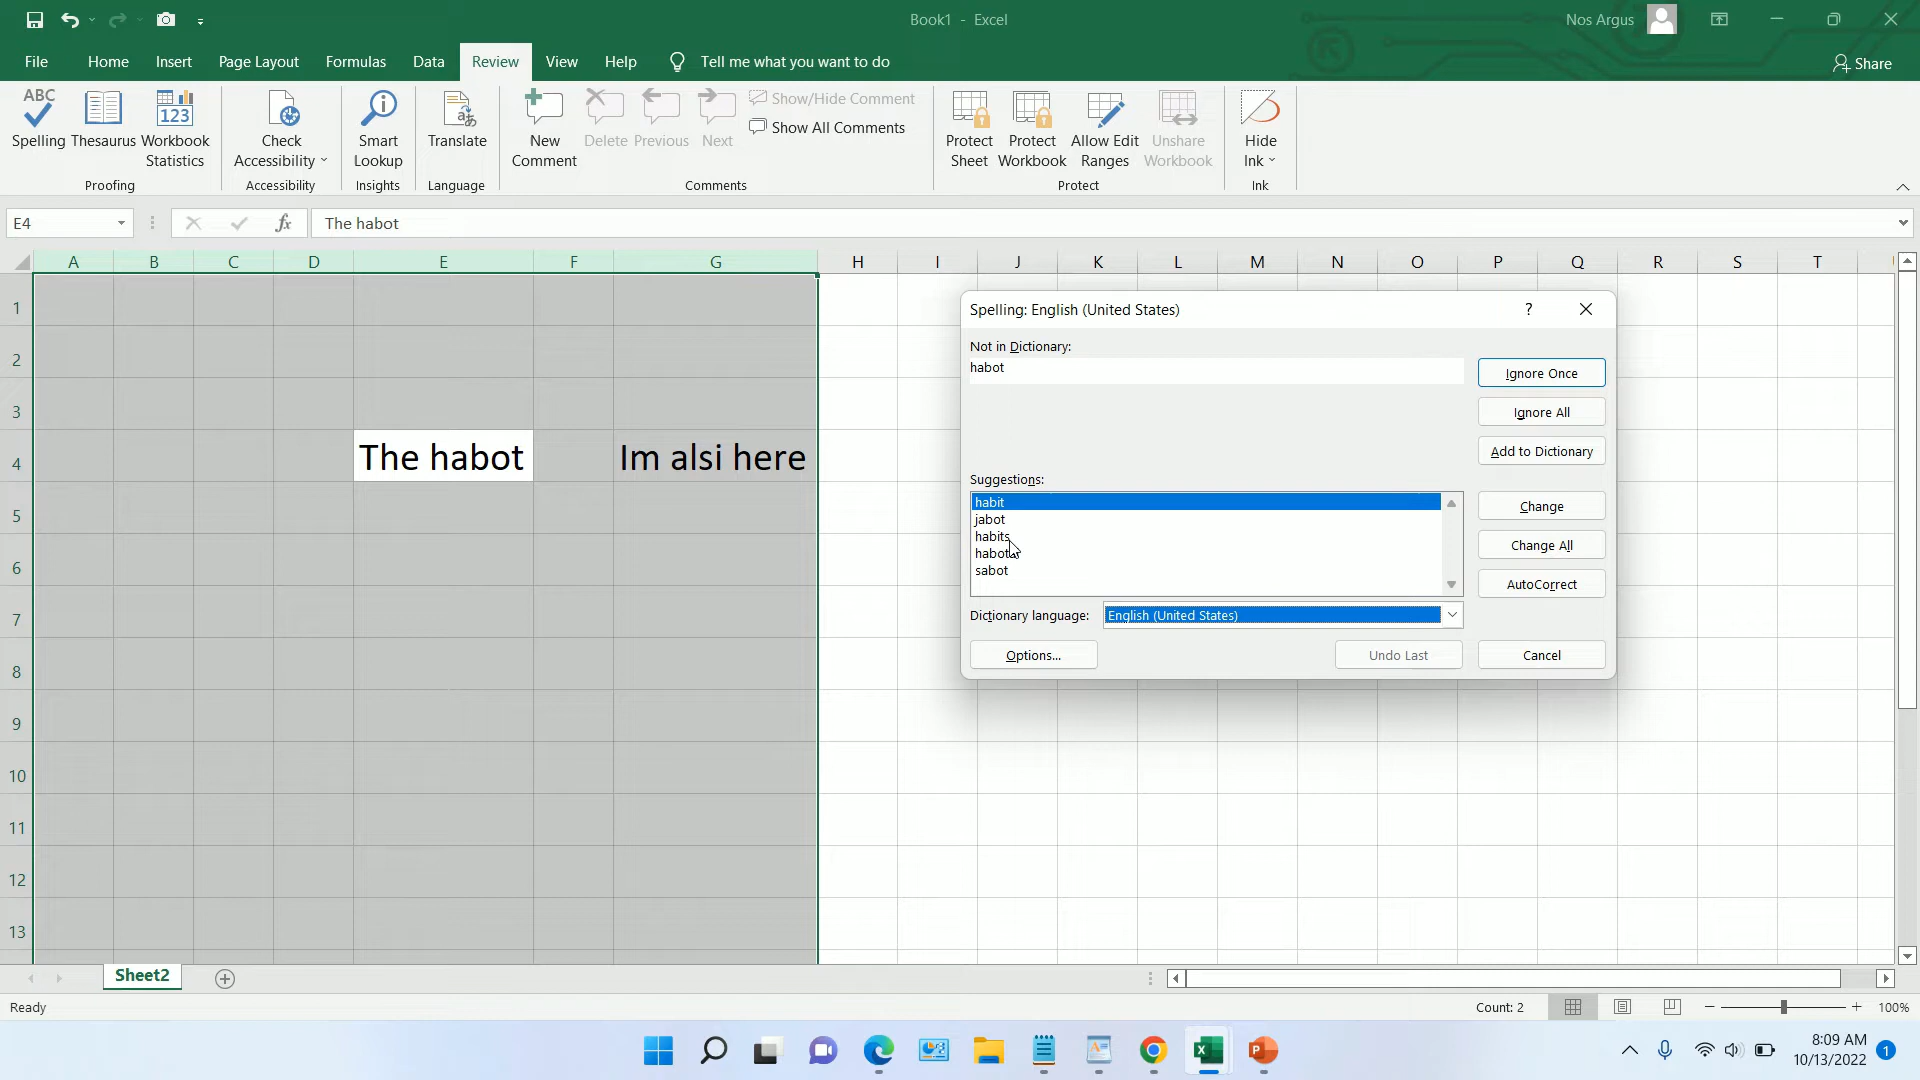 Book1 - Excel
Nos Argus
File Home Insert Page Layout Formulas Data Review View Help Tell me what you want to do Share
ABC
Spelling
Thesaurus
123
Workbook Statistics
Proofing
Check Accessibility
Accessibility
Smart Lookup
Insights
Translate
Language
New Comment
Delete
Previous
Next
Show/Hide Comment
Show All Comments
Comments
Protect Sheet
Protect Workbook
Allow Edit Ranges
Unshare Workbook
Protect
Hide Ink
Ink
E4
fx
The habot
A B C D E F G H I J K L M N O P Q R S T
1
2
3
4 The habot Im alsi here
5
6
7
8
9
10
11
12
13
Spelling: English (United States) ?
Not in Dictionary:
habot
Ignore Once
Ignore All
Add to Dictionary
Suggestions:
habit
jabot
habits
habot
sabot
Change
Change All
AutoCorrect
Dictionary language: English (United States)
Options... Undo Last Cancel
Sheet2
Ready Count: 2 100%
8:09 AM
10/13/2022 1